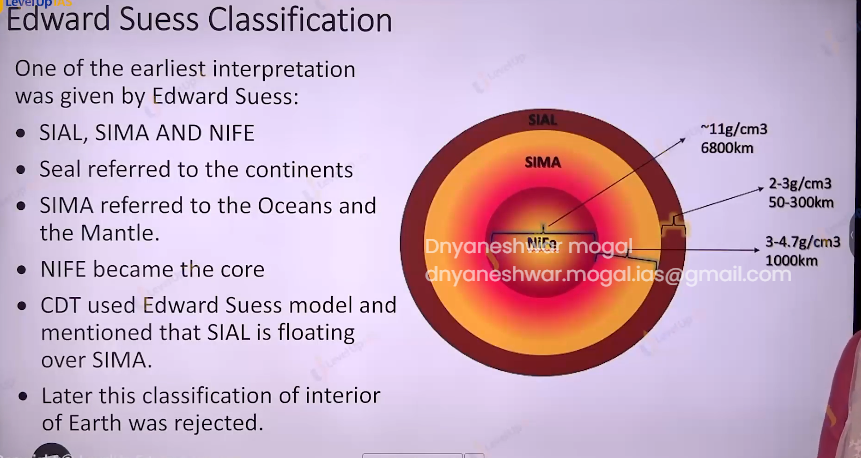 LevelUp IAS
Edward Suess Classification
One of the earliest interpretation
was given by Edward Suess:
• SIAL, SIMA AND NIFE
• Seal referred to the continents
• SIMA referred to the Oceans and
the Mantle.
• NIFE became the core
• CDT used Edward Suess model and
mentioned that SIAL is floating
over SIMA.
• Later this classification of interior
of Earth was rejected.
SIAL
SIMA
NiFe
~11g/cm3
6800km
2-3g/cm3
50-300km
3-4.7g/cm3
1000km
Dnyaneshwar mogal
dnyaneshwar.mogal.ias@gmail.com
LevelUp
LevelUp